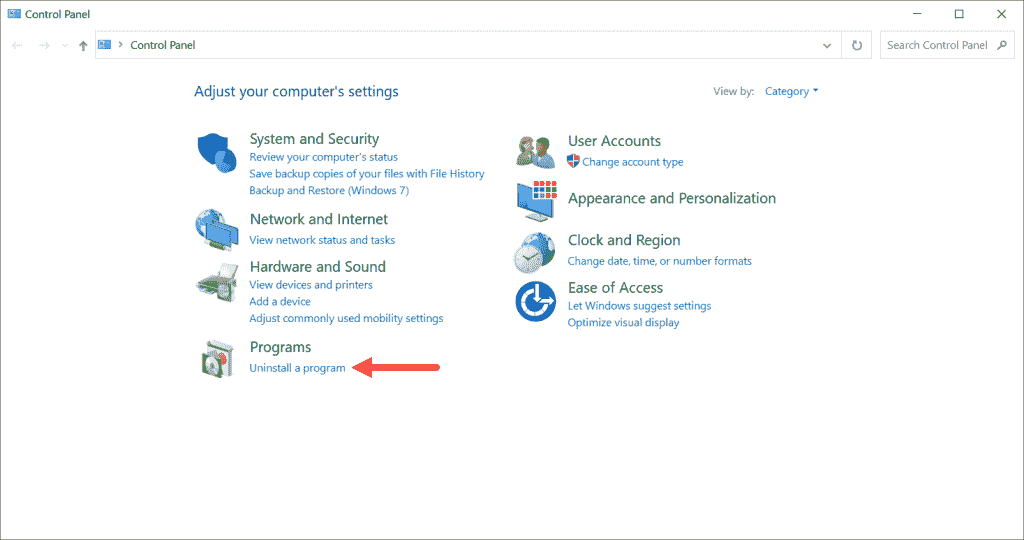 Control Panel
Control Panel
Search Control Panel
Adjust your computer's settings
View by: Category
System and Security
Review your computer's status
Save backup copies of your files with File History
Backup and Restore (Windows 7)
Network and Internet
View network status and tasks
Hardware and Sound
View devices and printers
Add a device
Adjust commonly used mobility settings
Programs
Uninstall a program
User Accounts
Change account type
Appearance and Personalization
Clock and Region
Change date, time, or number formats
Ease of Access
Let Windows suggest settings
Optimize visual display